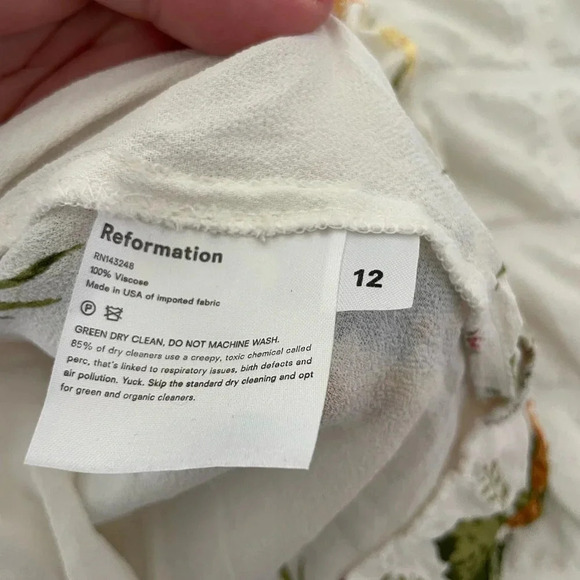 Reformation
RN143248
100% Viscose
Made in USA of imported fabric
P
GREEN DRY CLEAN, DO NOT MACHINE WASH.
85% of dry cleaners use a creepy, toxic chemical called
perc, that's linked to respiratory issues, birth defects and
air pollution. Yuck. Skip the standard dry cleaning and opt
for green and organic cleaners.
12